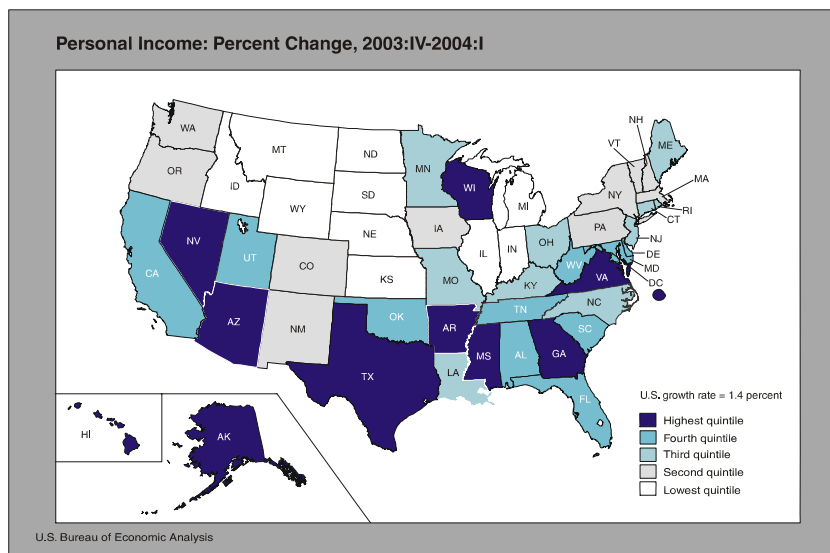 Personal Income: Percent Change, 2003:IV-2004:I
NH
WA
VT
ME
MT
ND
MN
OR
MA
ID
WI
SD
NY
MI
RI
WY
CT
IA
PA
NJ
NE
NV
OH
DE
IL
IN
UT
MD
CA
CO
WV
VA
DC
KS
MO
KY
NC
OK
TN
AZ
NM
AR
SC
MS
AL
GA
TX
LA
FL
U.S. growth rate = 1.4 percent
Highest quintile
Fourth quintile
Third quintile
Second quintile
Lowest quintile
HI
AK
U.S. Bureau of Economic Analysis